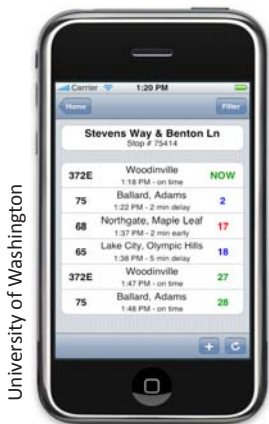 Carrier 1:20 PM
Home Filter
Stevens Way & Benton Ln
Stop # 75414
372E Woodinville NOW
1:18 PM - on time
75 Ballard, Adams 2
1:22 PM - 2 min delay
68 Northgate, Maple Leaf 17
1:37 PM - 2 min early
65 Lake City, Olympic Hills 18
1:38 PM - 5 min delay
372E Woodinville 27
1:47 PM - on time
75 Ballard, Adams 28
1:48 PM - on time
University of Washington